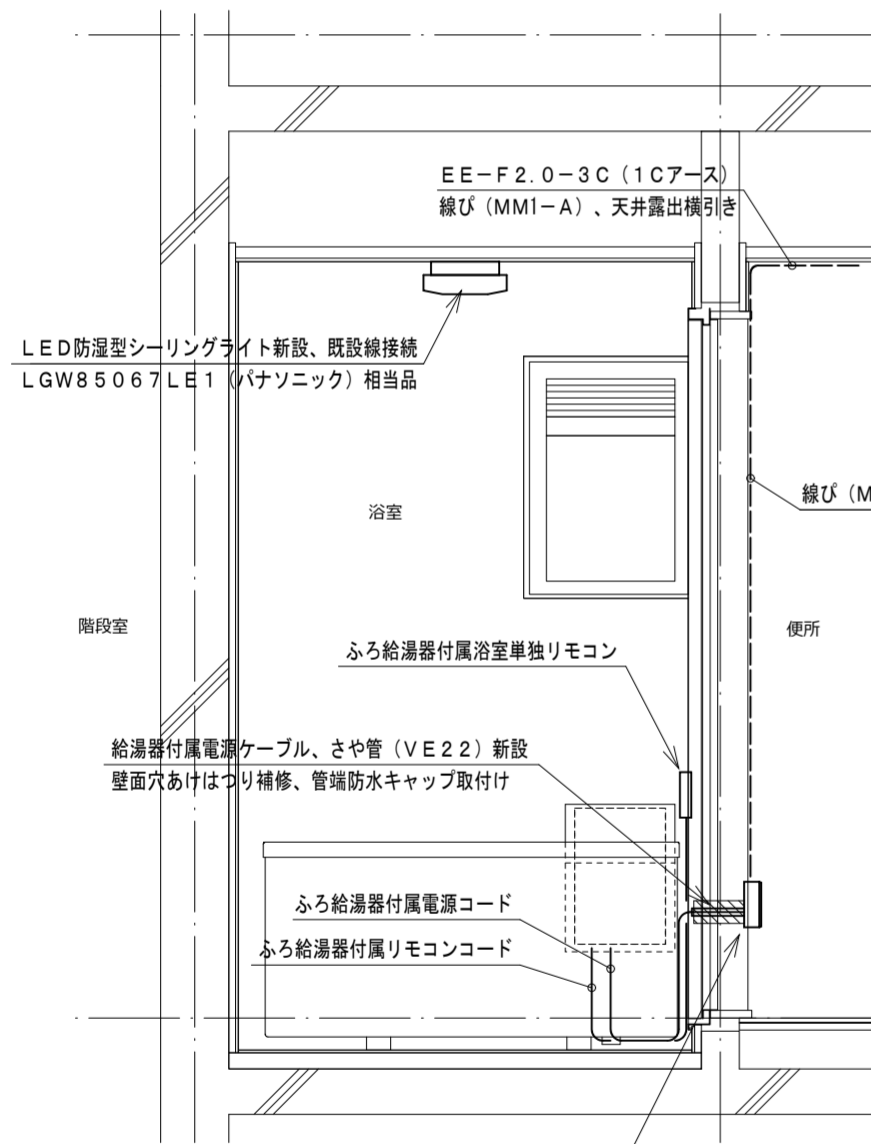 EE-F2.0-3C(1Cアース)
線ぴ(MM1-A)、天井露出横引き
LED防湿型シーリングライト新設、既設線接続
LGW85067LE1(パナソニック)相当品
線ぴ(M
浴室
階段室
便所
ふろ給湯器付属浴室単独リモコン
給湯器付属電源ケーブル、さや管(VE22)新設
壁面穴あけはつり補修、管端防水キャップ取付け
ふろ給湯器付属電源コード
ふろ給湯器付属リモコンコード